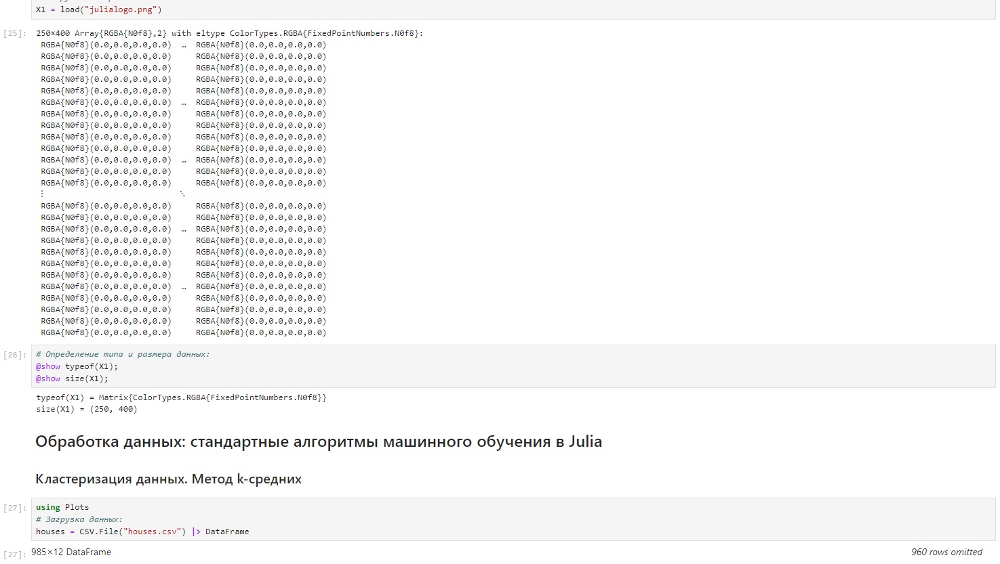 X1 = load("julialogo.png")
[25]: 250×400 Array{RGBA{N0f8},2} with eltype ColorTypes.RGBA{FixedPointNumbers.N0f8}:
RGBA{N0f8}(0.0,0.0,0.0,0.0) … RGBA{N0f8}(0.0,0.0,0.0,0.0)
RGBA{N0f8}(0.0,0.0,0.0,0.0) RGBA{N0f8}(0.0,0.0,0.0,0.0)
RGBA{N0f8}(0.0,0.0,0.0,0.0) RGBA{N0f8}(0.0,0.0,0.0,0.0)
RGBA{N0f8}(0.0,0.0,0.0,0.0) RGBA{N0f8}(0.0,0.0,0.0,0.0)
RGBA{N0f8}(0.0,0.0,0.0,0.0) RGBA{N0f8}(0.0,0.0,0.0,0.0)
RGBA{N0f8}(0.0,0.0,0.0,0.0) … RGBA{N0f8}(0.0,0.0,0.0,0.0)
RGBA{N0f8}(0.0,0.0,0.0,0.0) RGBA{N0f8}(0.0,0.0,0.0,0.0)
RGBA{N0f8}(0.0,0.0,0.0,0.0) RGBA{N0f8}(0.0,0.0,0.0,0.0)
RGBA{N0f8}(0.0,0.0,0.0,0.0) RGBA{N0f8}(0.0,0.0,0.0,0.0)
RGBA{N0f8}(0.0,0.0,0.0,0.0) RGBA{N0f8}(0.0,0.0,0.0,0.0)
RGBA{N0f8}(0.0,0.0,0.0,0.0) … RGBA{N0f8}(0.0,0.0,0.0,0.0)
RGBA{N0f8}(0.0,0.0,0.0,0.0) RGBA{N0f8}(0.0,0.0,0.0,0.0)
RGBA{N0f8}(0.0,0.0,0.0,0.0) RGBA{N0f8}(0.0,0.0,0.0,0.0)
⋮ ⋱
RGBA{N0f8}(0.0,0.0,0.0,0.0) RGBA{N0f8}(0.0,0.0,0.0,0.0)
RGBA{N0f8}(0.0,0.0,0.0,0.0) RGBA{N0f8}(0.0,0.0,0.0,0.0)
RGBA{N0f8}(0.0,0.0,0.0,0.0) … RGBA{N0f8}(0.0,0.0,0.0,0.0)
RGBA{N0f8}(0.0,0.0,0.0,0.0) RGBA{N0f8}(0.0,0.0,0.0,0.0)
RGBA{N0f8}(0.0,0.0,0.0,0.0) RGBA{N0f8}(0.0,0.0,0.0,0.0)
RGBA{N0f8}(0.0,0.0,0.0,0.0) RGBA{N0f8}(0.0,0.0,0.0,0.0)
RGBA{N0f8}(0.0,0.0,0.0,0.0) RGBA{N0f8}(0.0,0.0,0.0,0.0)
RGBA{N0f8}(0.0,0.0,0.0,0.0) … RGBA{N0f8}(0.0,0.0,0.0,0.0)
RGBA{N0f8}(0.0,0.0,0.0,0.0) RGBA{N0f8}(0.0,0.0,0.0,0.0)
RGBA{N0f8}(0.0,0.0,0.0,0.0) RGBA{N0f8}(0.0,0.0,0.0,0.0)
RGBA{N0f8}(0.0,0.0,0.0,0.0) RGBA{N0f8}(0.0,0.0,0.0,0.0)
RGBA{N0f8}(0.0,0.0,0.0,0.0) RGBA{N0f8}(0.0,0.0,0.0,0.0)
[26]: # Определение типа и размера данных:
@show typeof(X1);
@show size(X1);
typeof(X1) = Matrix{ColorTypes.RGBA{FixedPointNumbers.N0f8}}
size(X1) = (250, 400)
Обработка данных: стандартные алгоритмы машинного обучения в Julia
Кластеризация данных. Метод k-средних
[27]: using Plots
# Загрузка данных:
houses = CSV.File("houses.csv") |> DataFrame
[27]: 985×12 DataFrame 960 rows omitted